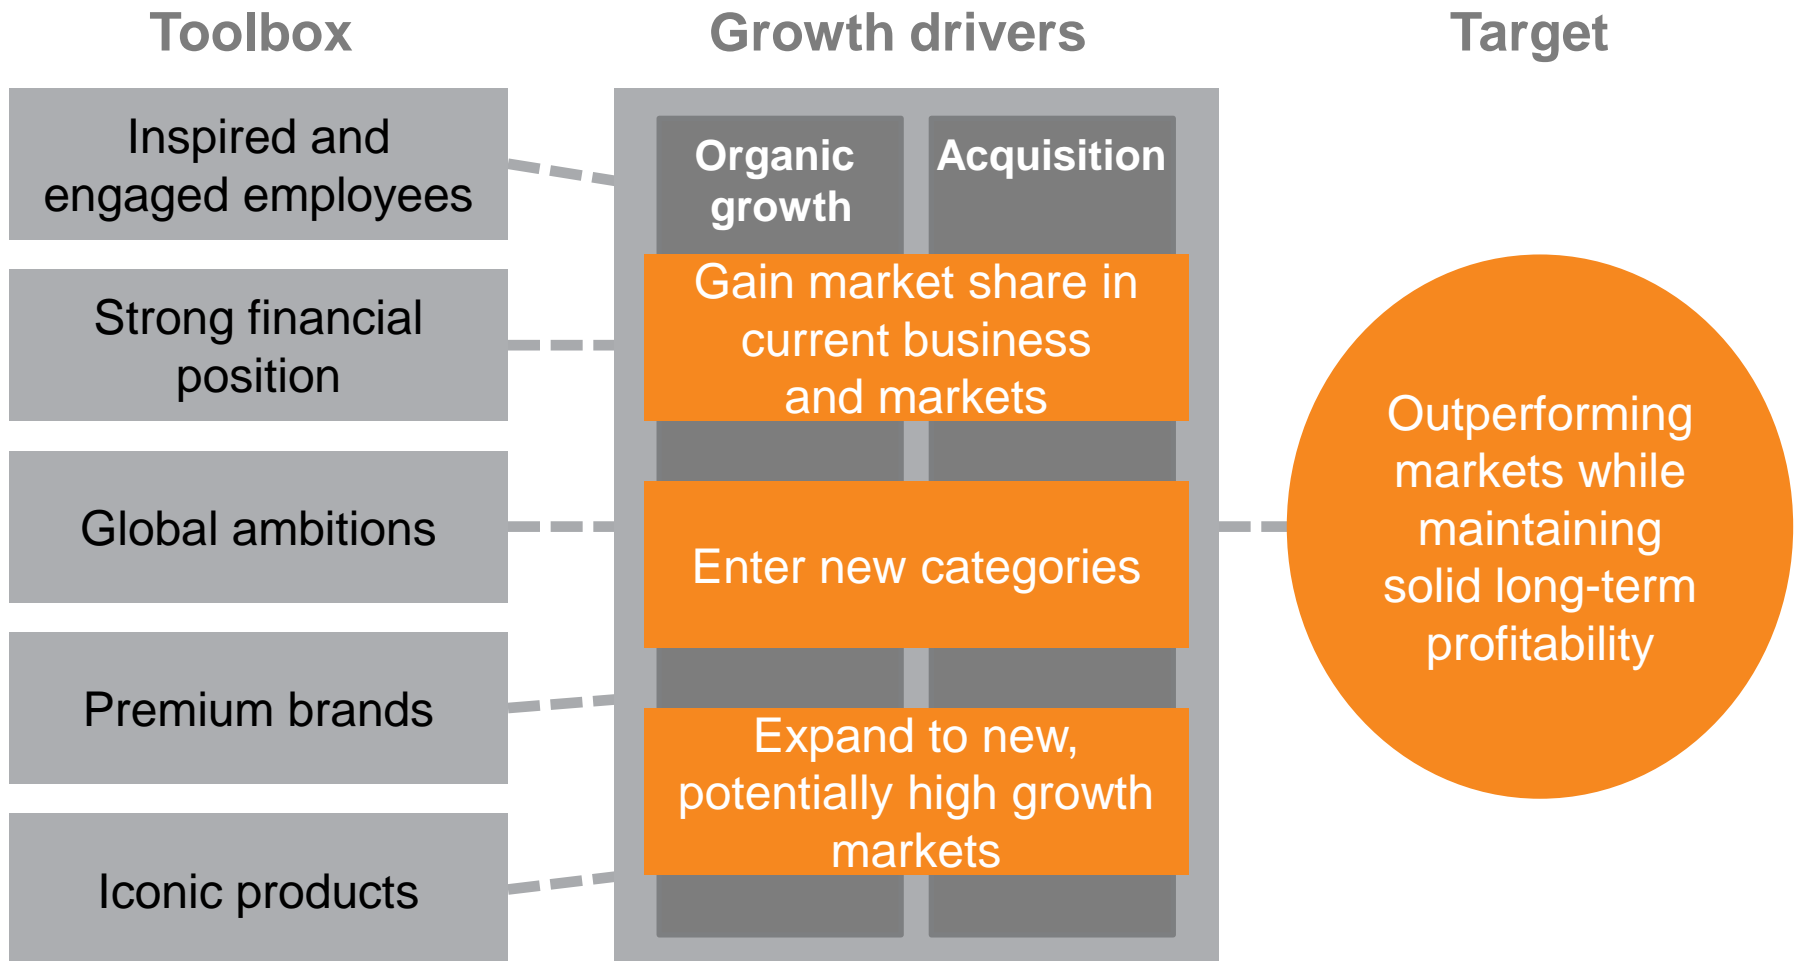 Toolbox
Growth drivers
Target
Inspired and
engaged employees
Strong financial
position
Global ambitions
Premium brands
Iconic products
Organic
growth
Acquisition
Gain market share in
current business
and markets
Enter new categories
Expand to new,
potentially high growth
markets
Outperforming
markets while
maintaining
solid long-term
profitability